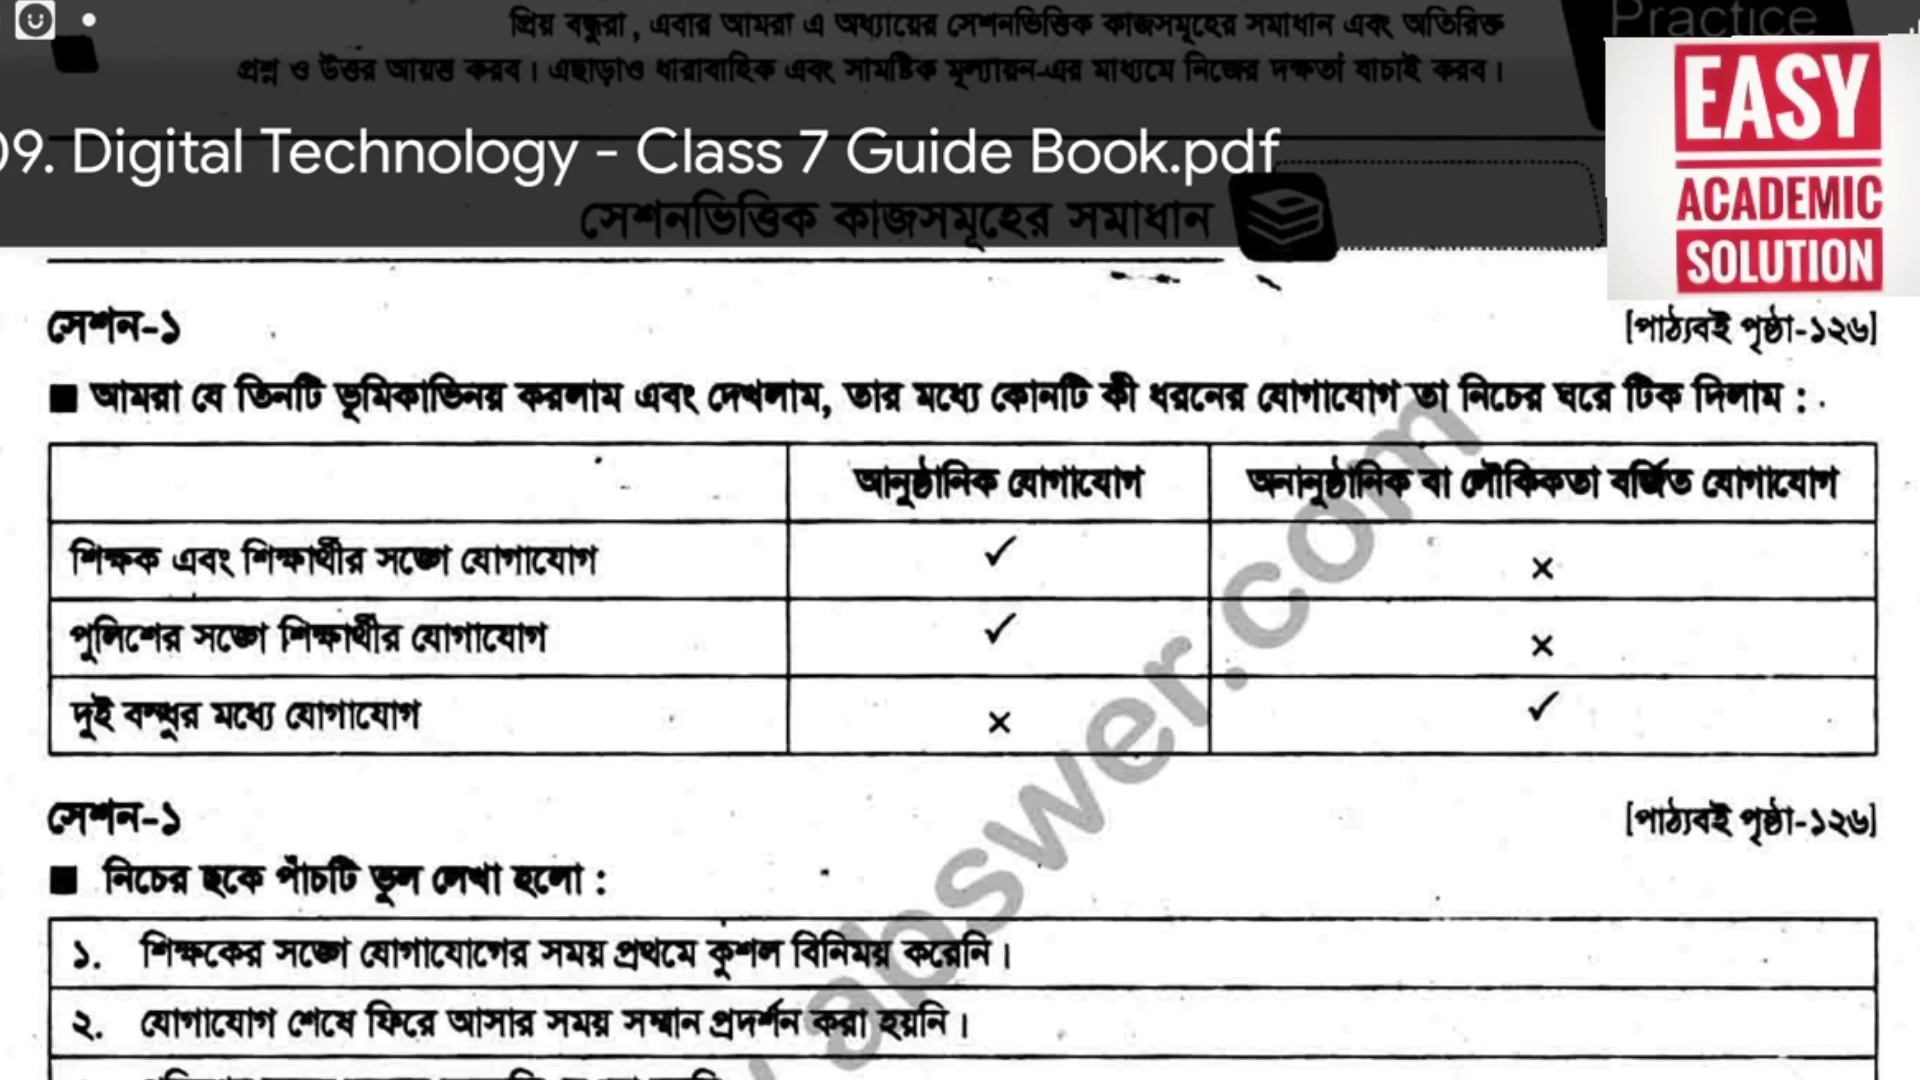 Practice
প্রিয় বন্ধুরা, এবার আমরা এ অধ্যায়ের সেশনভিত্তিক কাজসমূহের সমাধান এবং অতিরিক্ত
প্রশ্ন ও উত্তর আয়ত্ত করব। এছাড়াও ধারাবাহিক এবং সামষ্টিক মূল্যায়ন-এর মাধ্যমে নিজের দক্ষতা যাচাই করব।
09. Digital Technology - Class 7 Guide Book.pdf
EASY
ACADEMIC
SOLUTION
সেশনভিত্তিক কাজসমূহের সমাধান
সেশন-১ [পাঠ্যবই পৃষ্ঠা-১২৬]
■ আমরা যে তিনটি ভূমিকাভিনয় করলাম এবং দেখলাম, তার মধ্যে কোনটি কী ধরনের যোগাযোগ তা নিচের ঘরে টিক দিলাম :
আনুষ্ঠানিক যোগাযোগ অনানুষ্ঠানিক বা লৌকিকতা বর্জিত যোগাযোগ
শিক্ষক এবং শিক্ষার্থীর সঙ্গে যোগাযোগ ✓ ×
পুলিশের সঙ্গে শিক্ষার্থীর যোগাযোগ ✓ ×
দুই বন্ধুর মধ্যে যোগাযোগ × ✓
সেশন-১ [পাঠ্যবই পৃষ্ঠা-১২৬]
■ নিচের ছকে পাঁচটি ভুল লেখা হলো :
১. শিক্ষকের সঙ্গে যোগাযোগের সময় প্রথমে কুশল বিনিময় করেনি।
২. যোগাযোগ শেষে ফিরে আসার সময় সম্মান প্রদর্শন করা হয়নি।
answer.com